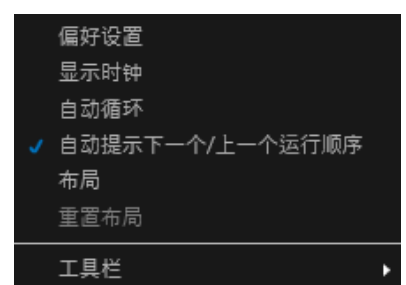 偏好设置
显示时钟
自动循环
自动提示下一个/上一个运行顺序
布局
重置布局
工具栏